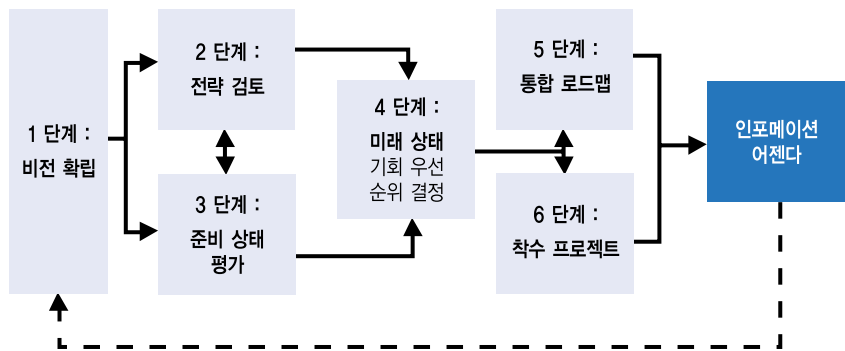 1 단계 :
비전 확립
2 단계 :
전략 검토
3 단계 :
준비 상태
평가
4 단계 :
미래 상태
기회 우선
순위 결정
5 단계 :
통합 로드맵
6 단계 :
착수 프로젝트
인포메이션
어젠다